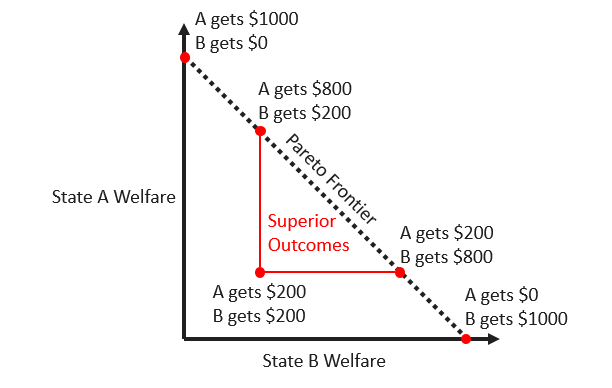 A gets $1000
B gets $0
A gets $800
B gets $200
Pareto Frontier
State A Welfare
Superior
Outcomes
A gets $200
B gets $800
A gets $200
B gets $200
A gets $0
B gets $1000
State B Welfare